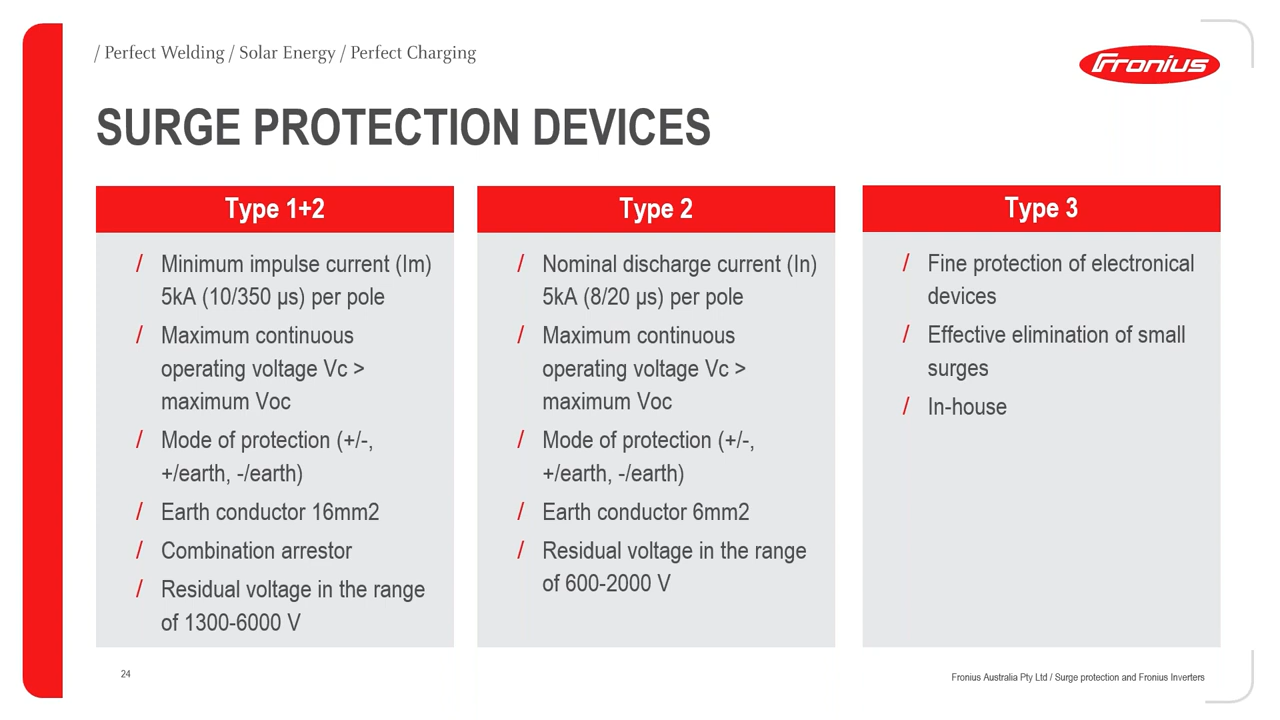 / Perfect Welding / Solar Energy / Perfect Charging
Fronius
SURGE PROTECTION DEVICES
Type 1+2
/ Minimum impulse current (Im)
5kA (10/350 µs) per pole
/ Maximum continuous
operating voltage Vc >
maximum Voc
/ Mode of protection (+/-,
+/earth, -/earth)
/ Earth conductor 16mm2
/ Combination arrestor
/ Residual voltage in the range
of 1300-6000 V
Type 2
/ Nominal discharge current (In)
5kA (8/20 µs) per pole
/ Maximum continuous
operating voltage Vc >
maximum Voc
/ Mode of protection (+/-,
+/earth, -/earth)
/ Earth conductor 6mm2
/ Residual voltage in the range
of 600-2000 V
Type 3
/ Fine protection of electronical
devices
/ Effective elimination of small
surges
/ In-house
24
Fronius Australia Pty Ltd / Surge protection and Fronius Inverters